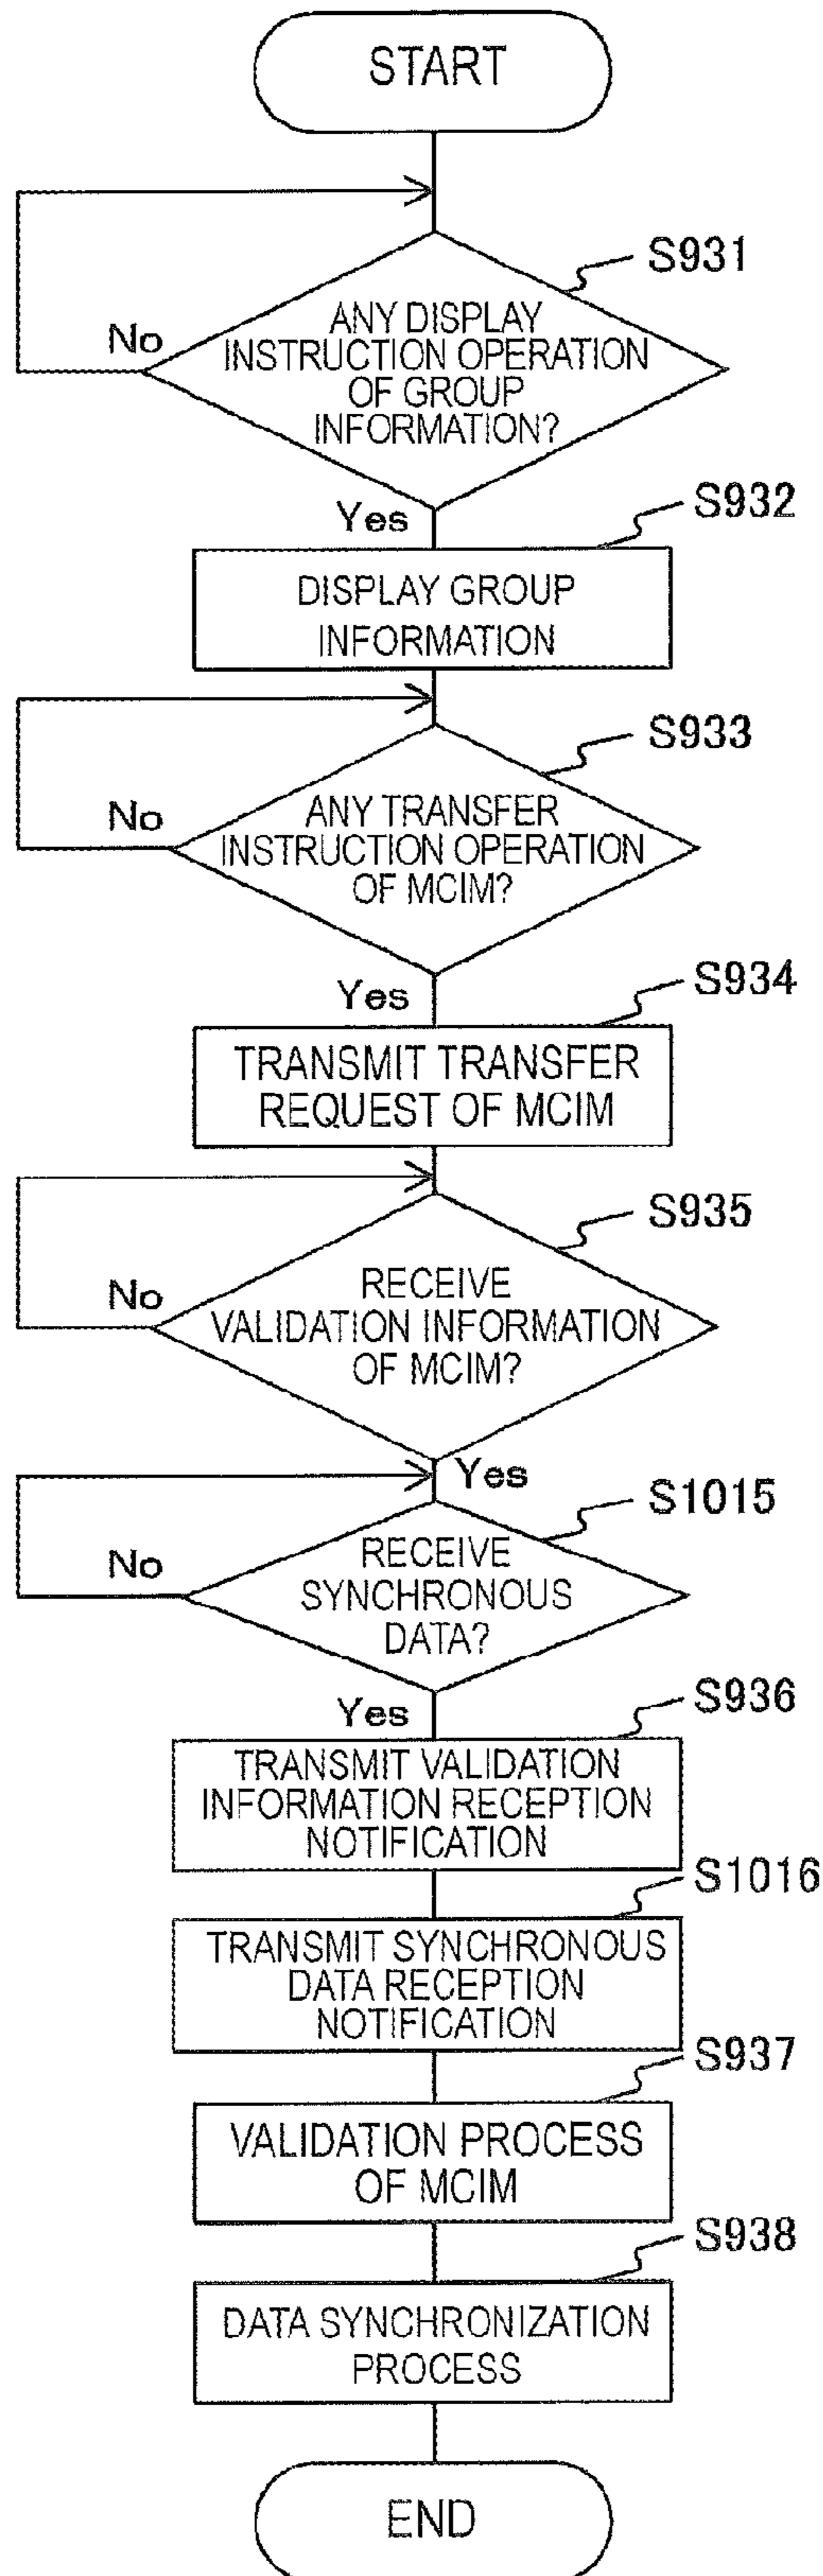 START
S931
ANY DISPLAY
INSTRUCTION OPERATION
OF GROUP
INFORMATION?
No
Yes
S932
DISPLAY GROUP
INFORMATION
S933
ANY TRANSFER
INSTRUCTION OPERATION
OF MCIM?
No
Yes
S934
TRANSMIT TRANSFER
REQUEST OF MCIM
S935
RECEIVE
VALIDATION INFORMATION
OF MCIM?
No
Yes
S1015
RECEIVE
SYNCHRONOUS
DATA?
No
Yes
S936
TRANSMIT VALIDATION
INFORMATION RECEPTION
NOTIFICATION
S1016
TRANSMIT SYNCHRONOUS
DATA RECEPTION
NOTIFICATION
S937
VALIDATION PROCESS
OF MCIM
S938
DATA SYNCHRONIZATION
PROCESS
END